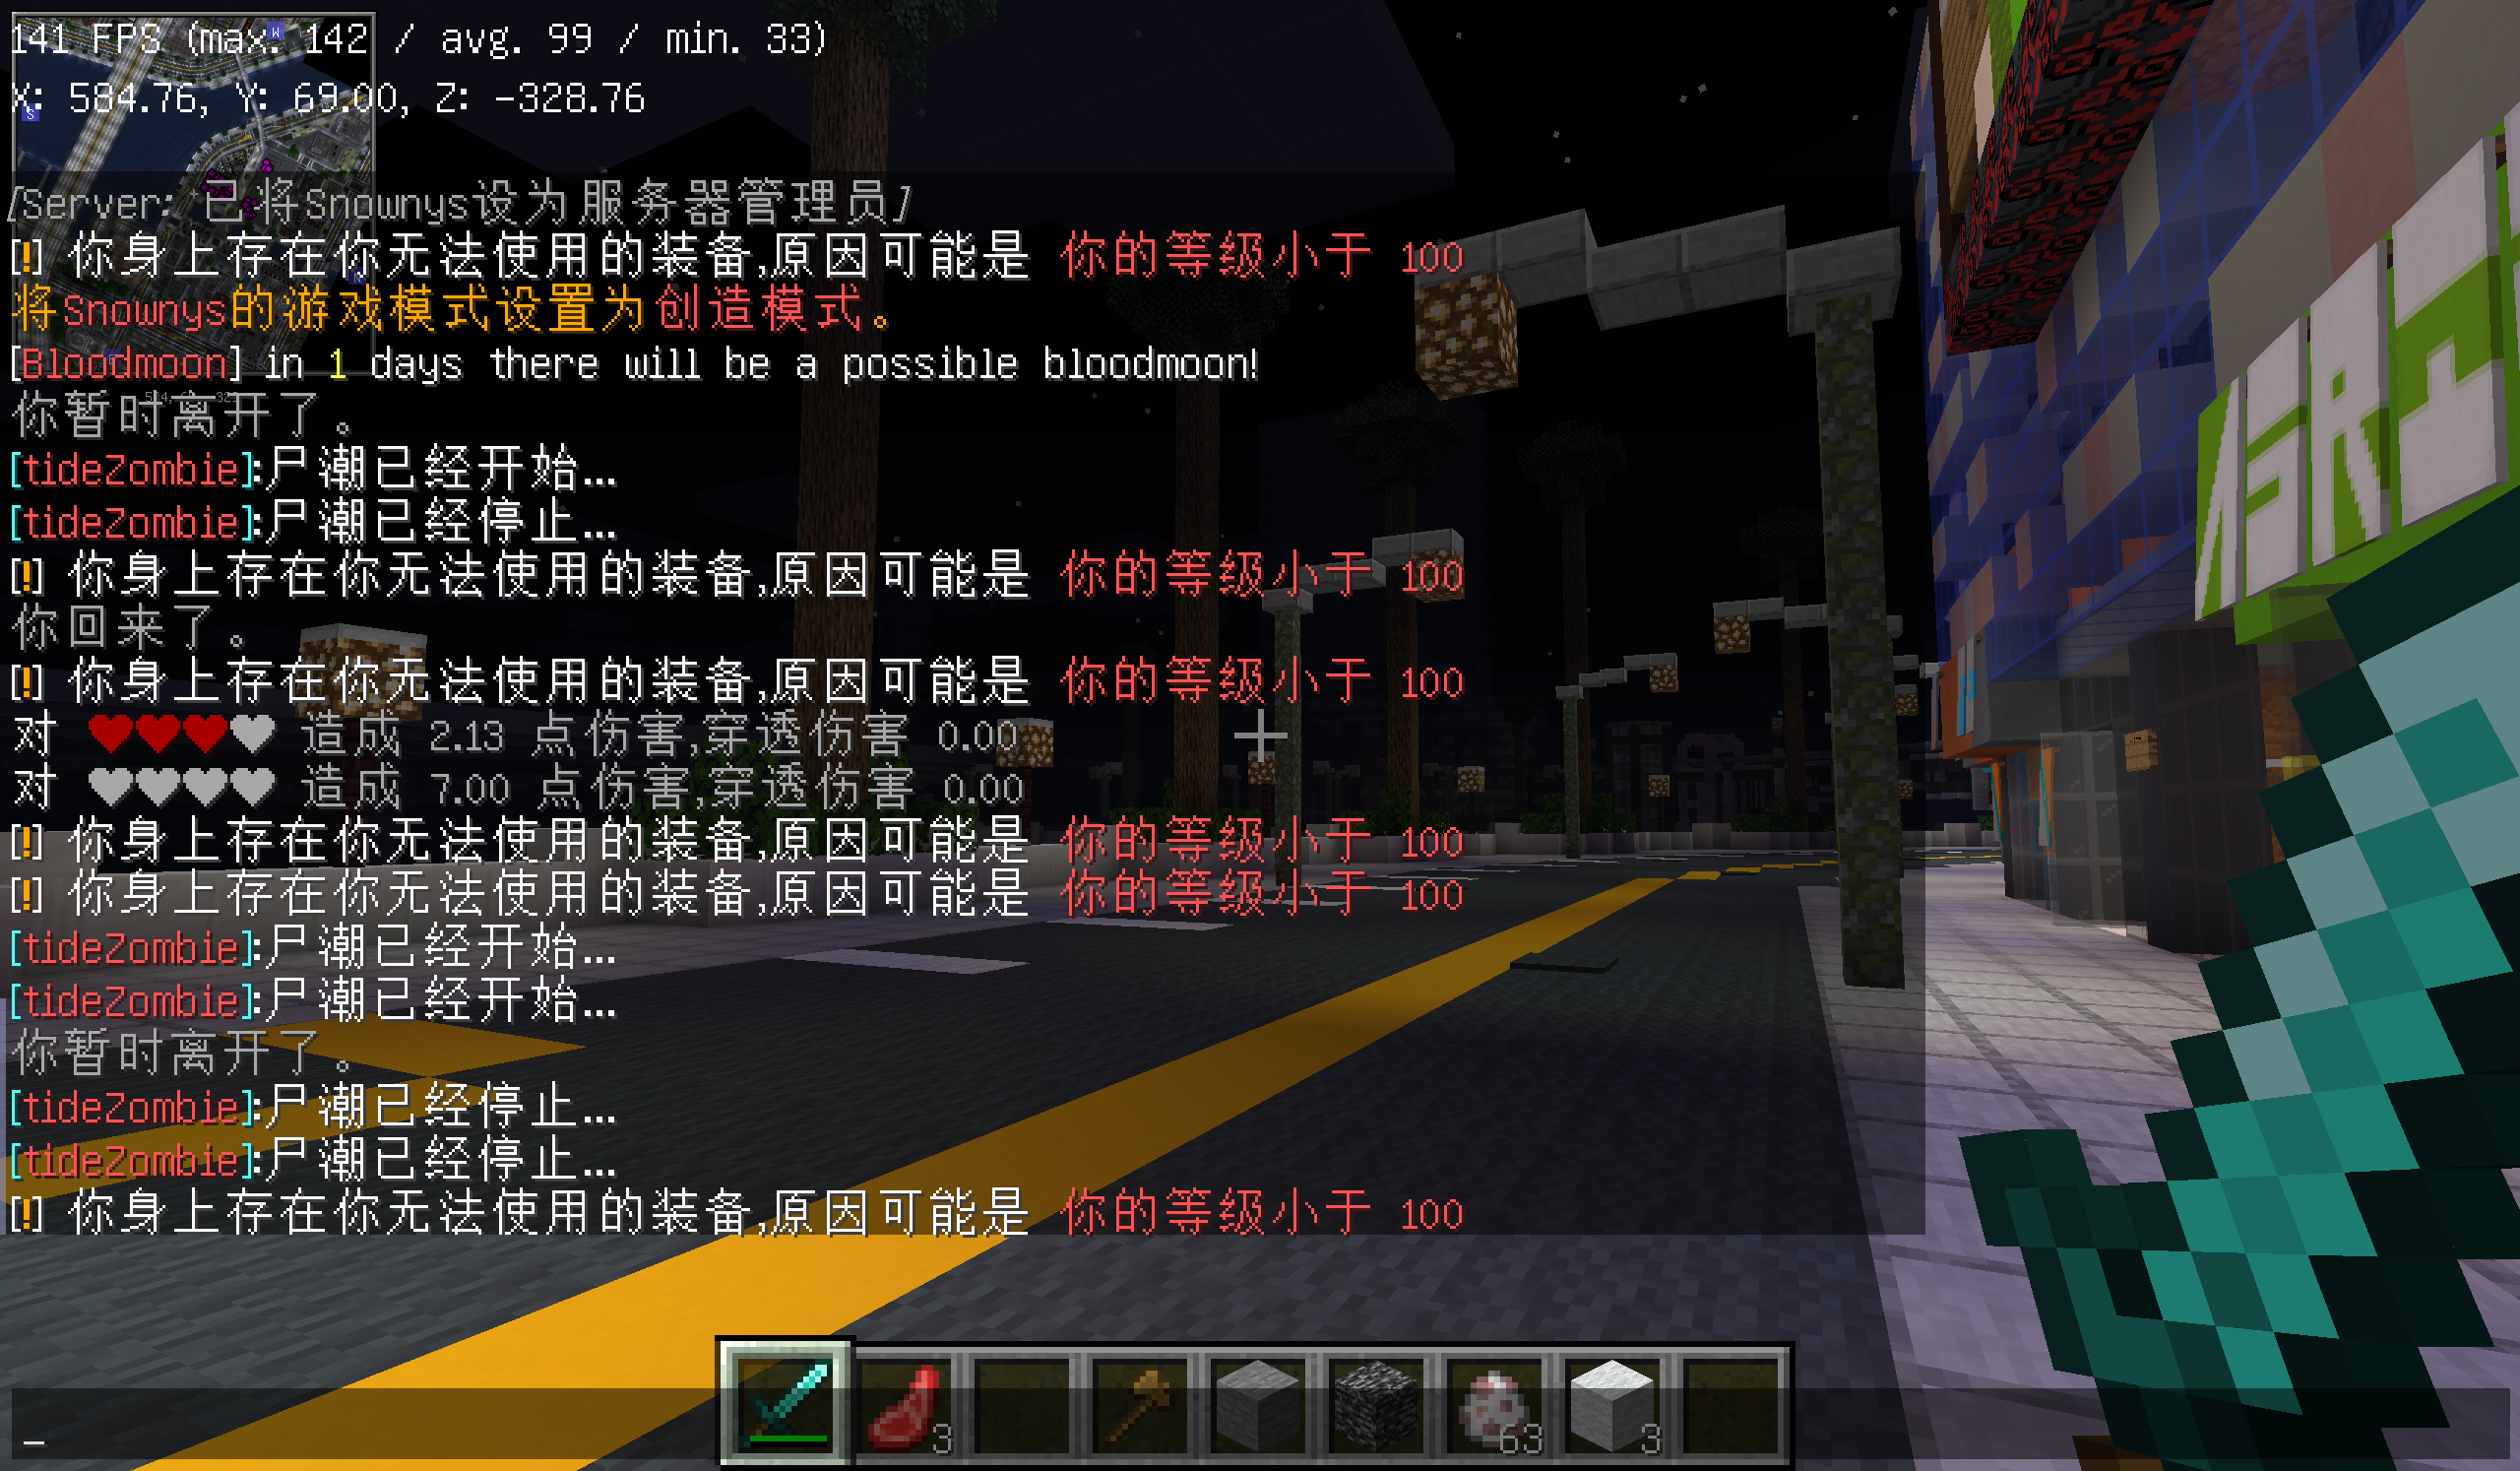 141 FPS (max. 142 / avg. 99 / min. 33)
X: 584.76, Y: 69.00, Z: -328.76
W
S
[Server: 已将Snownys设为服务器管理员]
[!] 你身上存在你无法使用的装备,原因可能是 你的等级小于 100
将Snownys的游戏模式设置为创造模式。
[Bloodmoon] in 1 days there will be a possible bloodmoon!
你暂时离开了。
[tideZombie]:尸潮已经开始...
[tideZombie]:尸潮已经停止...
[!] 你身上存在你无法使用的装备,原因可能是 你的等级小于 100
你回来了。
[!] 你身上存在你无法使用的装备,原因可能是 你的等级小于 100
对 ❤❤❤❤ 造成 2.13 点伤害,穿透伤害 0.00
对 ❤❤❤❤ 造成 7.00 点伤害,穿透伤害 0.00
[!] 你身上存在你无法使用的装备,原因可能是 你的等级小于 100
[!] 你身上存在你无法使用的装备,原因可能是 你的等级小于 100
[tideZombie]:尸潮已经开始...
[tideZombie]:尸潮已经开始...
你暂时离开了。
[tideZombie]:尸潮已经停止...
[tideZombie]:尸潮已经停止...
[!] 你身上存在你无法使用的装备,原因可能是 你的等级小于 100
3
63
3
_